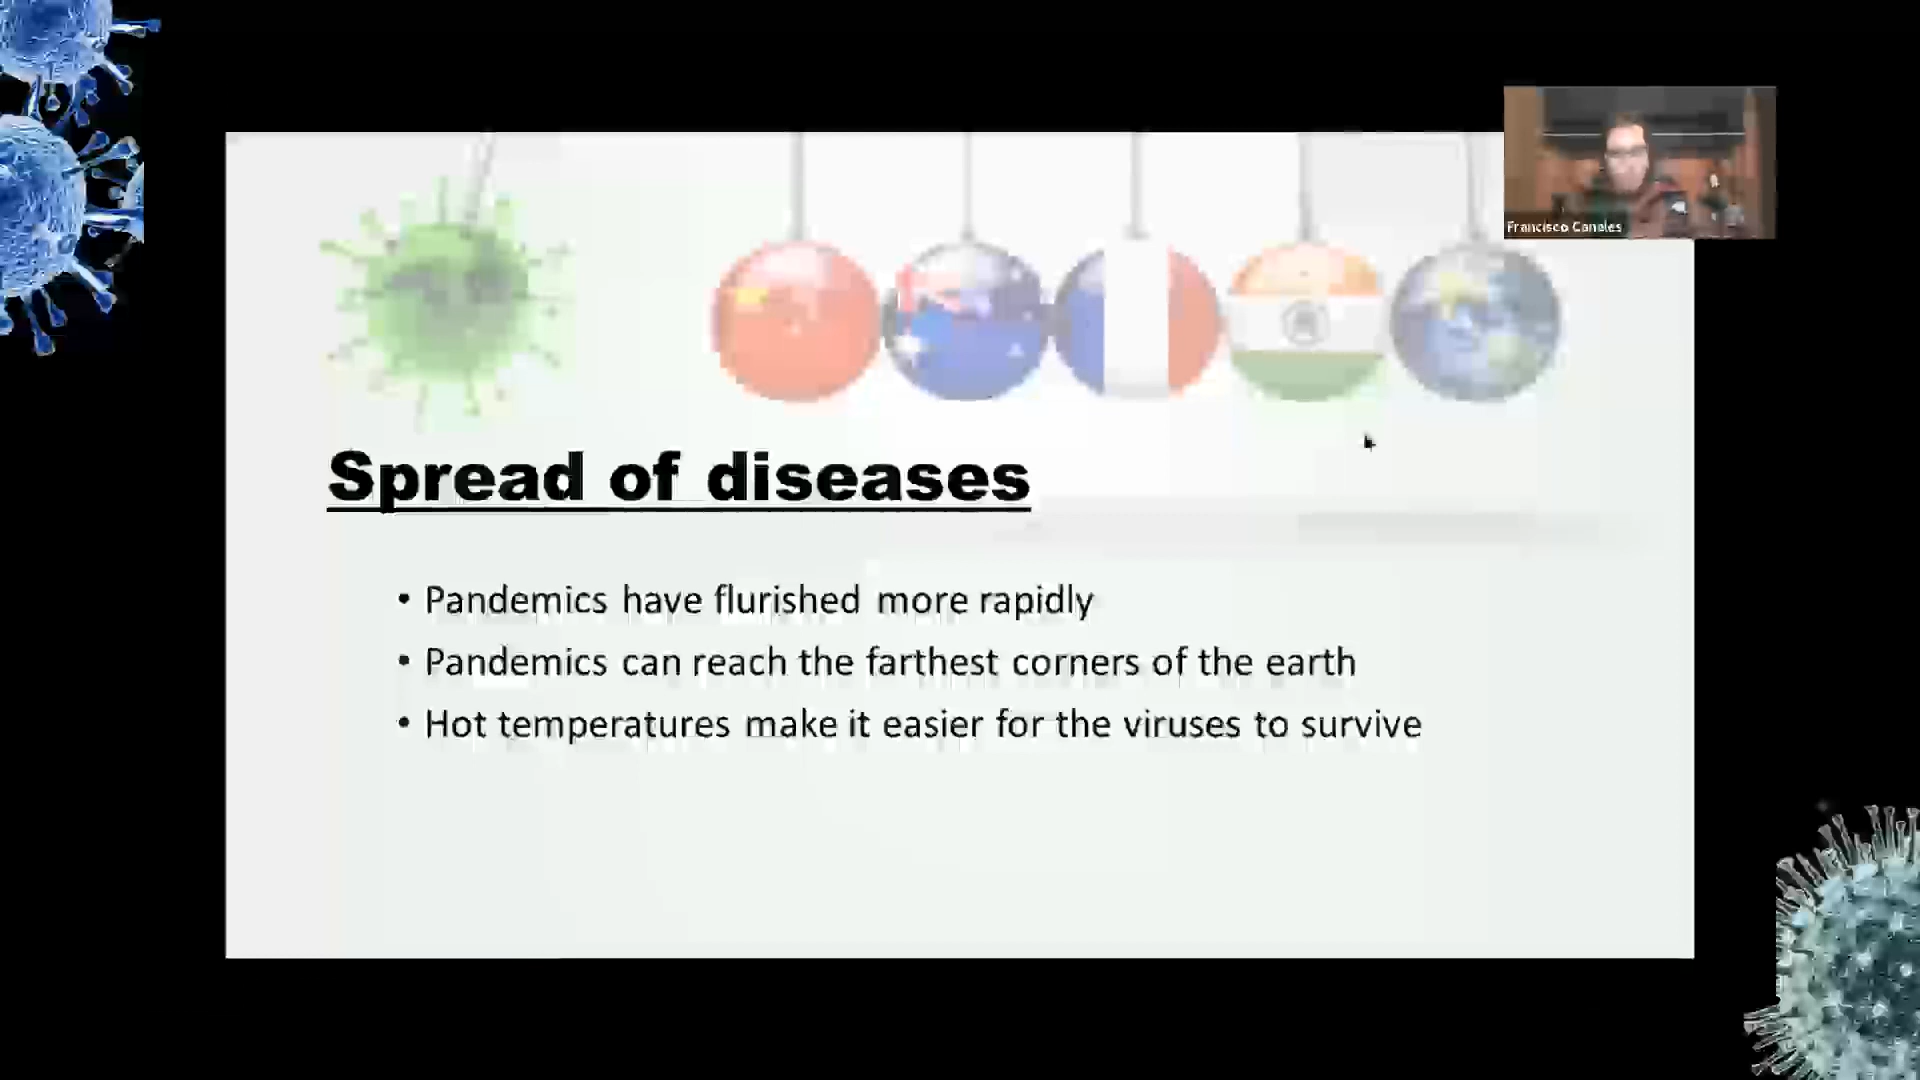 Francisco Canales
Spread of diseases
• Pandemics have flurished more rapidly
• Pandemics can reach the farthest corners of the earth
• Hot temperatures make it easier for the viruses to survive